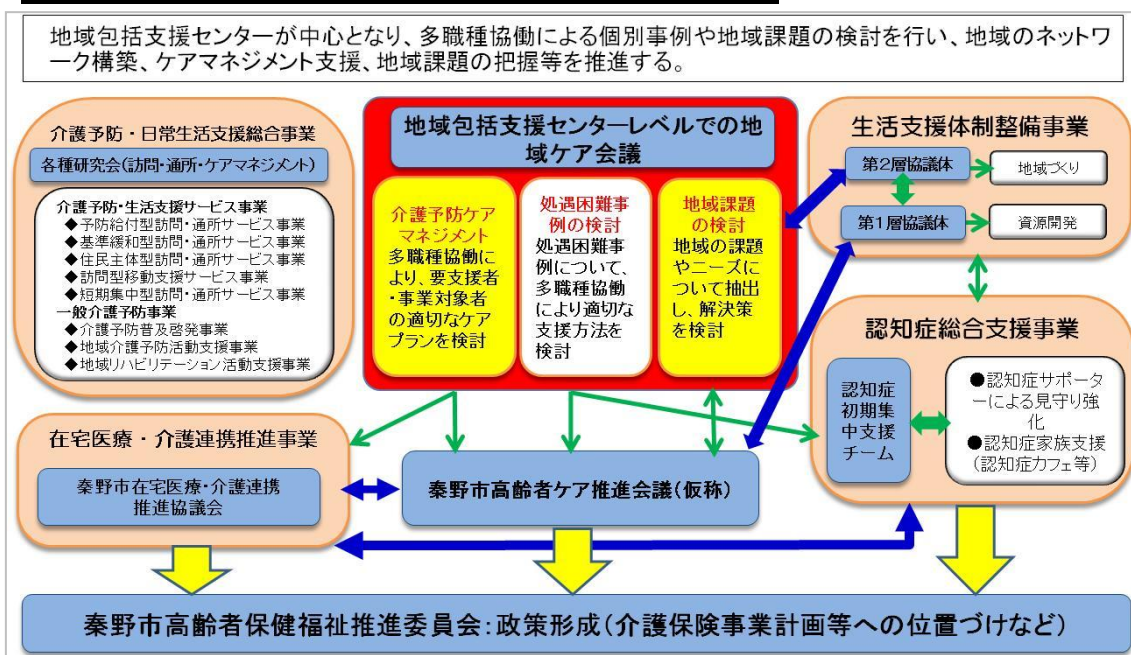 地域包括支援センターが中心となり、多職種協働による個別事例や地域課題の検討を行い、地域のネットワ
ーク構築、ケアマネジメント支援、地域課題の把握等を推進する。
介護予防・日常生活支援総合事業
各種研究会(訪問・通所・ケアマネジメント)
介護予防・生活支援サービス事業
◆予防給付型訪問・通所サービス事業
◆基準緩和型訪問・通所サービス事業
◆住民主体型訪問・通所サービス事業
◆訪問型移動支援サービス事業
◆短期集中型訪問・通所サービス事業
一般介護予防事業
◆介護予防普及啓発事業
◆地域介護予防活動支援事業
◆地域リハビリテーション活動支援事業
地域包括支援センターレベルでの地
域ケア会議
介護予防ケア
マネジメント
多職種協働によ
り、要支援者
・事業対象者
の適切なケア
プランを検討
処遇困難事
例の検討
処遇困難事
例について、
多職種協働
により適切な
支援方法を
検討
地域課題
の検討
地域の課題
やニーズに
ついて抽出
し、解決策
を検討
生活支援体制整備事業
第2層協議体
地域づくり
第1層協議体
資源開発
認知症総合支援事業
認知症
初期集
中支援
チーム
●認知症サポータ
ーによる見守り強
化
●認知症家族支援
(認知症カフェ等)
在宅医療・介護連携推進事業
秦野市在宅医療・介護連携
推進協議会
秦野市高齢者ケア推進会議(仮称)
秦野市高齢者保健福祉推進委員会:政策形成(介護保険事業計画等への位置づけなど)